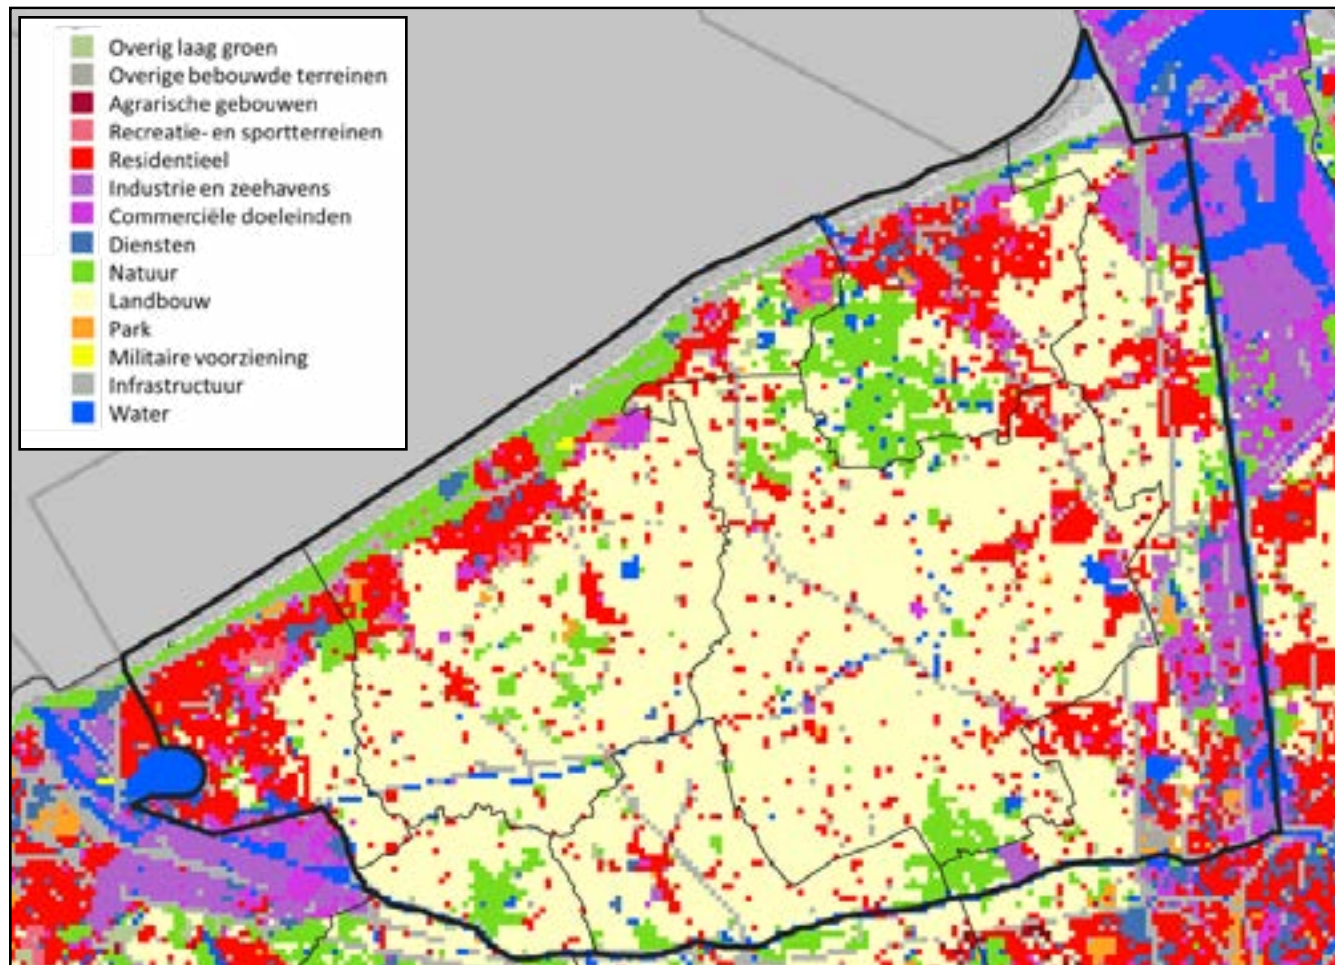 Overig laag groen
Overige bebouwde terreinen
Agrarische gebouwen
Recreatie- en sportterreinen
Residentieel
Industrie en zeehavens
Commerciële doeleinden
Diensten
Natuur
Landbouw
Park
Militaire voorziening
Infrastructuur
Water